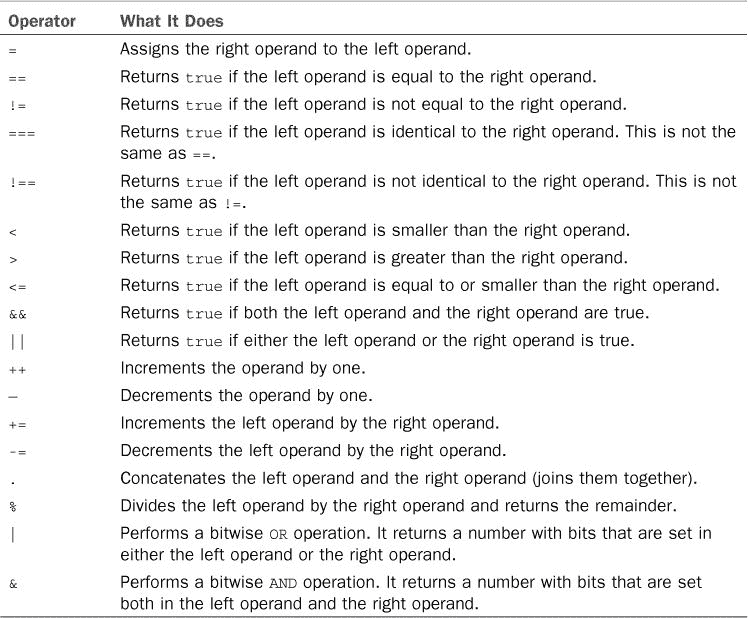 Operator What It Does
= Assigns the right operand to the left operand.
== Returns true if the left operand is equal to the right operand.
!= Returns true if the left operand is not equal to the right operand.
=== Returns true if the left operand is identical to the right operand. This is not the
same as ==.
!== Returns true if the left operand is not identical to the right operand. This is not
the same as !=.
< Returns true if the left operand is smaller than the right operand.
> Returns true if the left operand is greater than the right operand.
<= Returns true if the left operand is equal to or smaller than the right operand.
&& Returns true if both the left operand and the right operand are true.
|| Returns true if either the left operand or the right operand is true.
++ Increments the operand by one.
— Decrements the operand by one.
+= Increments the left operand by the right operand.
-= Decrements the left operand by the right operand.
. Concatenates the left operand and the right operand (joins them together).
% Divides the left operand by the right operand and returns the remainder.
| Performs a bitwise OR operation. It returns a number with bits that are set in
either the left operand or the right operand.
& Performs a bitwise AND operation. It returns a number with bits that are set
both in the left operand and the right operand.